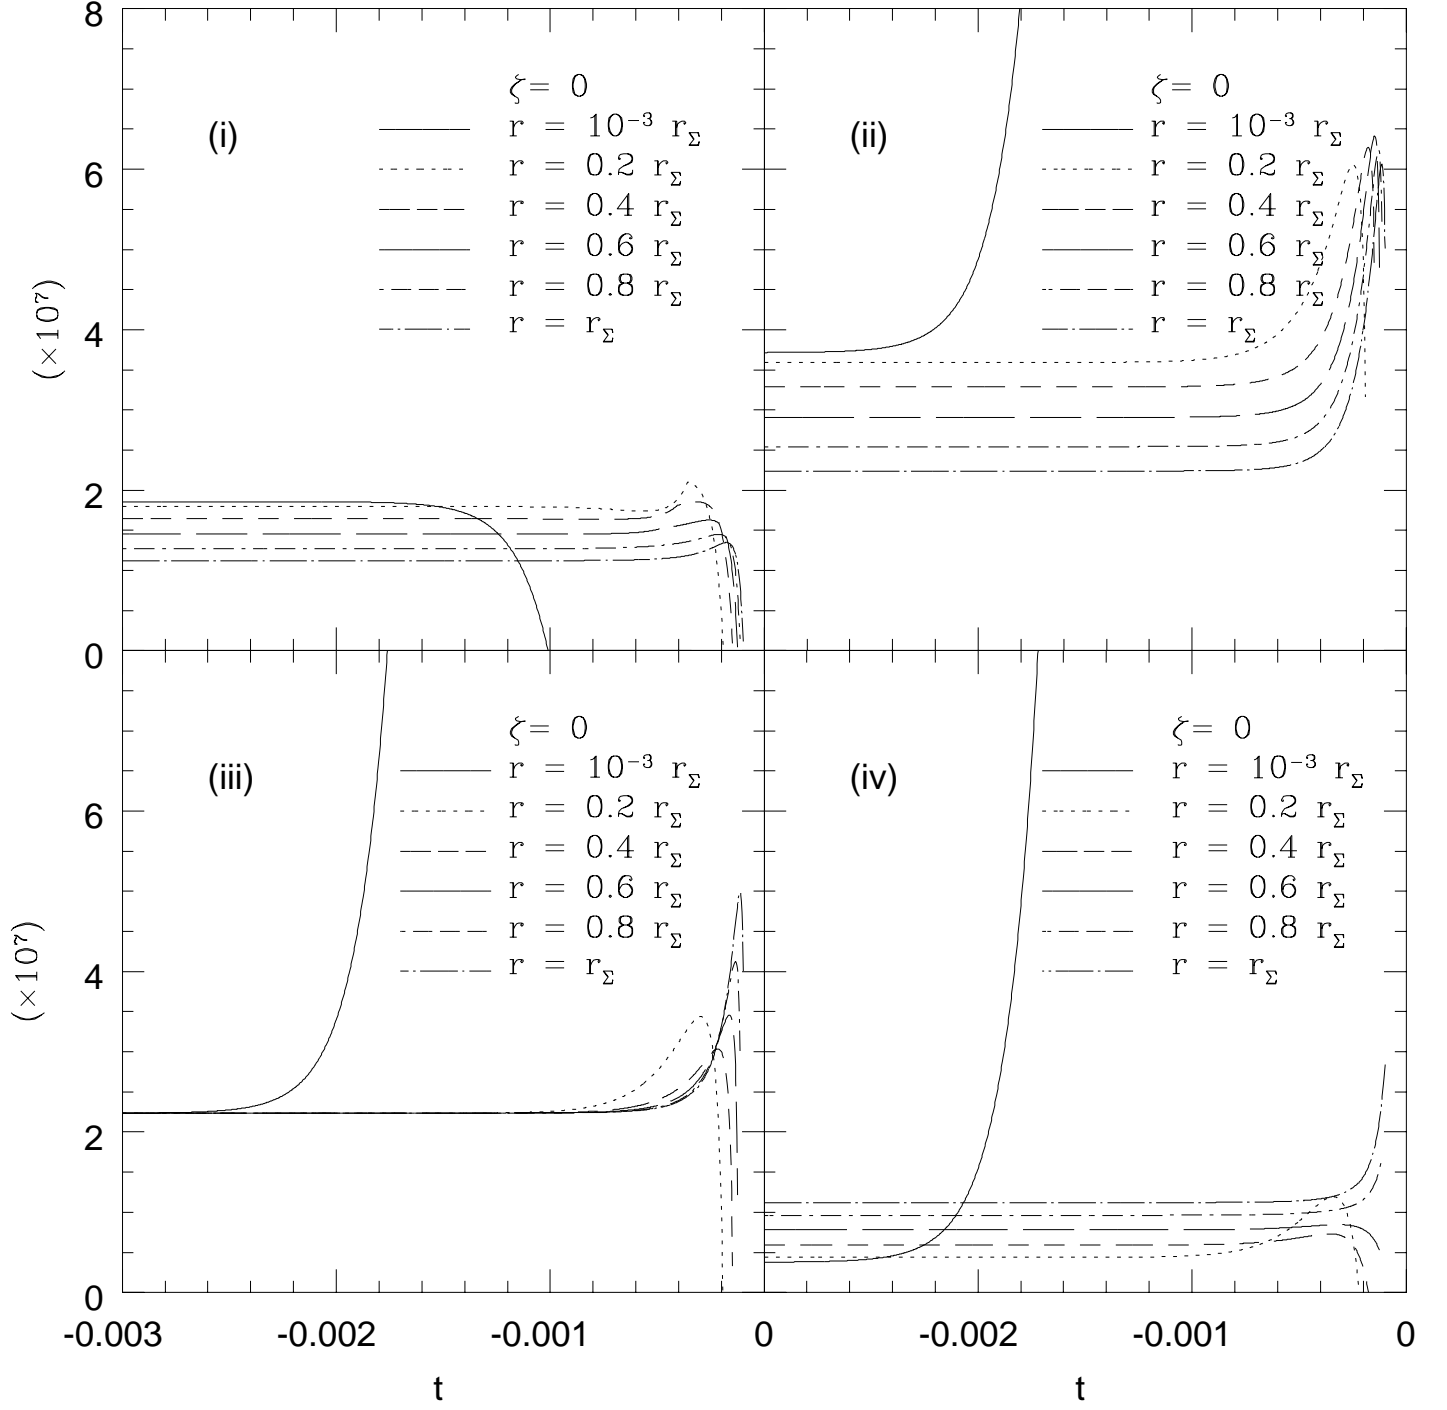 8
6
4
2
0
(×10⁷)
(i)
ζ= 0
r = 10⁻³ r_Σ
r = 0.2 r_Σ
r = 0.4 r_Σ
r = 0.6 r_Σ
r = 0.8 r_Σ
r = r_Σ
(ii)
ζ= 0
r = 10⁻³ r_Σ
r = 0.2 r_Σ
r = 0.4 r_Σ
r = 0.6 r_Σ
r = 0.8 r_Σ
r = r_Σ
6
4
2
0
(×10⁷)
(iii)
ζ= 0
r = 10⁻³ r_Σ
r = 0.2 r_Σ
r = 0.4 r_Σ
r = 0.6 r_Σ
r = 0.8 r_Σ
r = r_Σ
(iv)
ζ= 0
r = 10⁻³ r_Σ
r = 0.2 r_Σ
r = 0.4 r_Σ
r = 0.6 r_Σ
r = 0.8 r_Σ
r = r_Σ
-0.003 -0.002 -0.001 0 -0.002 -0.001 0
t t